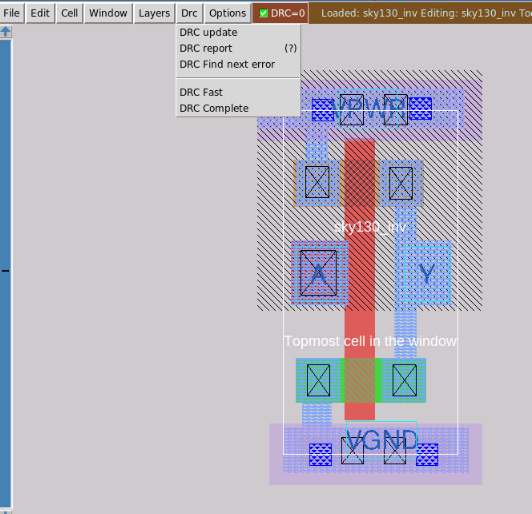 File Edit Cell Window Layers Drc Options DRC=0 Loaded: sky130_inv Editing: sky130_inv Too
DRC update
DRC report (?)
DRC Find next error
DRC Fast
DRC Complete
VPWR
sky130_inv
A Y
Topmost cell in the window
VGND